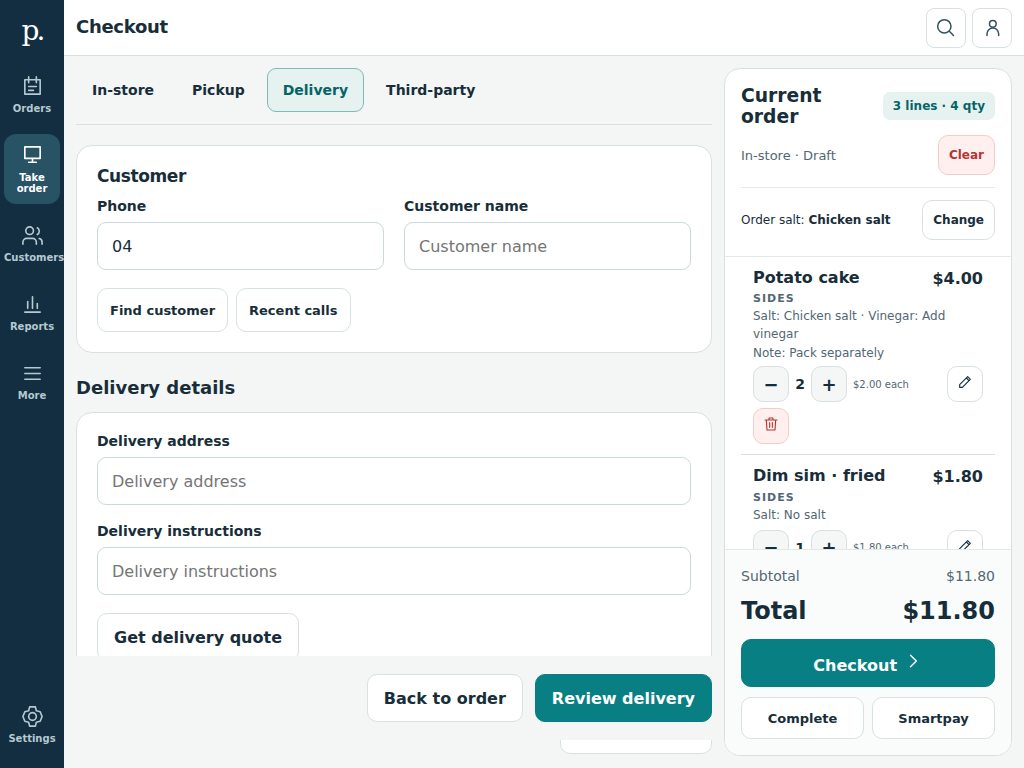 p.
Orders
Take
order
Customers
Reports
More
Settings
Checkout
In-store
Pickup
Delivery
Third-party
Customer
Phone
Customer name
04
Customer name
Find customer
Recent calls
Delivery details
Delivery address
Delivery address
Delivery instructions
Delivery instructions
Get delivery quote
Back to order
Review delivery
Current
order
3 lines · 4 qty
In-store · Draft
Clear
Order salt: Chicken salt
Change
Potato cake
$4.00
SIDES
Salt: Chicken salt · Vinegar: Add
vinegar
Note: Pack separately
− 2 + $2.00 each
Dim sim · fried
$1.80
SIDES
Salt: No salt
− 1 + $1.80 each
Subtotal
$11.80
Total
$11.80
Checkout
Complete
Smartpay